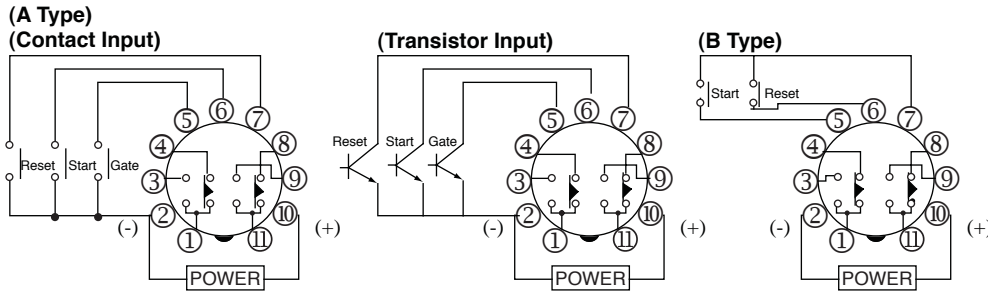 (A Type)
(Contact Input)
Reset Start Gate
⑤ ⑥ ⑦
④ ⑧
③ ⑨
② ⑩
① ⑪
(-) (+)
POWER
(Transistor Input)
Reset Start Gate
⑤ ⑥ ⑦
④ ⑧
③ ⑨
② ⑩
① ⑪
(-) (+)
POWER
(B Type)
Start Reset
⑤ ⑥ ⑦
④ ⑧
③ ⑨
② ⑩
① ⑪
(-) (+)
POWER